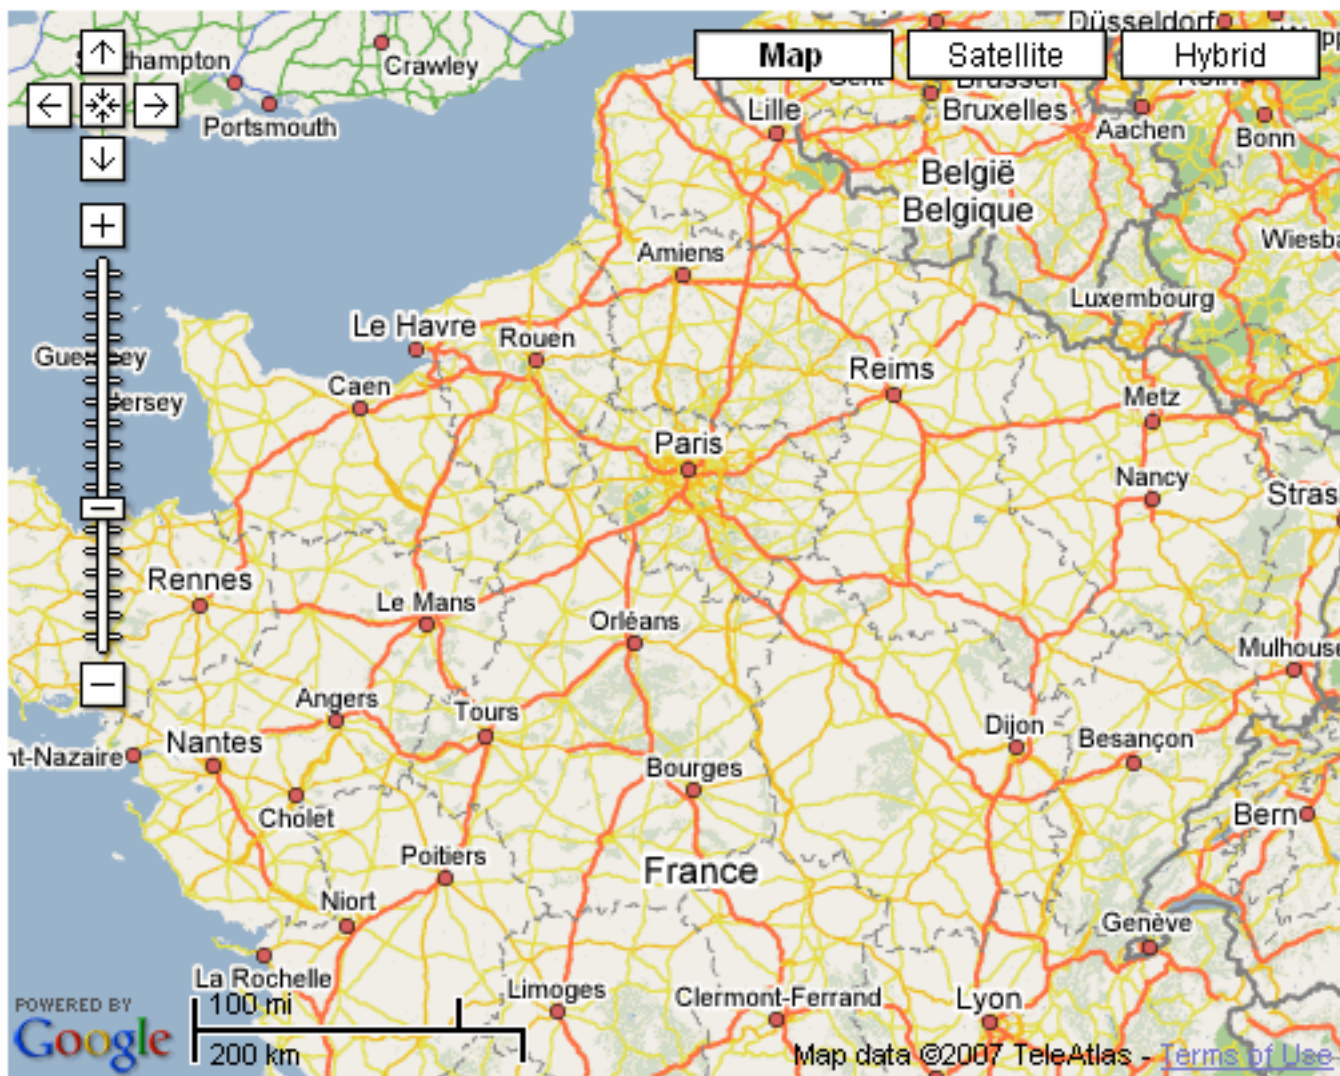 Düsseldorf
Map
Satellite
Hybrid
Crawley
Portsmouth
Lille
Bruxelles
Aachen
Bonn
België
Belgique
Amiens
Luxembourg
Le Havre
Rouen
Reims
Caen
Metz
Paris
Nancy
Rennes
Le Mans
Orléans
Mulhouse
Angers
Tours
Dijon
Besançon
Nantes
nt-Nazaire
Bourges
Cholet
Bern
Poitiers
France
Niort
Genève
La Rochelle
Limoges
Clermont-Ferrand
Lyon
POWERED BY
Google
100 mi
200 km
Map data ©2007 TeleAtlas - Terms of Use